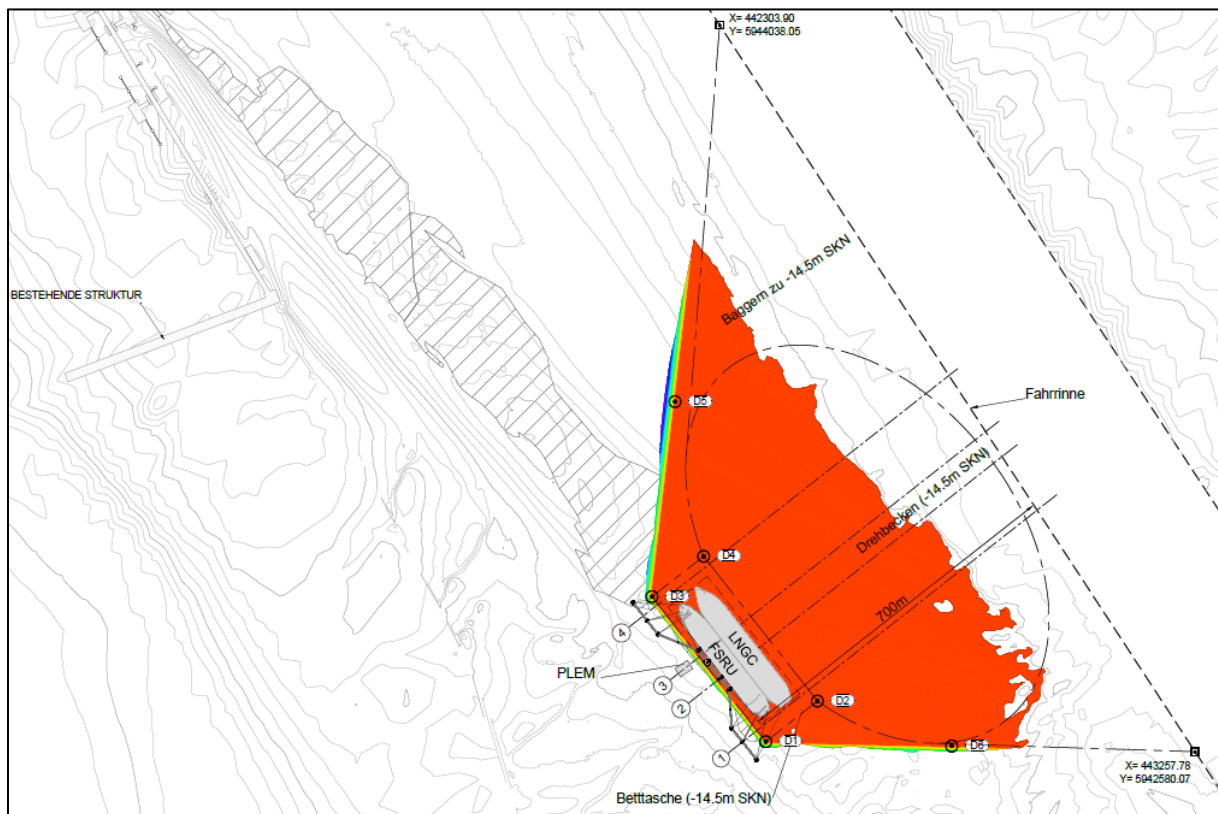 X= 442303.90
Y= 5944038.05
BESTEHENDE STRUKTUR
Baggern zu -14.5m SKN
Fahrrinne
D5
Drehbecken (-14.5m SKN)
D4
700m
D3
4
LNGC
FSRU
PLEM
3
2
D2
1
D1
D6
X= 443257.78
Y= 5942580.07
Betttasche (-14.5m SKN)